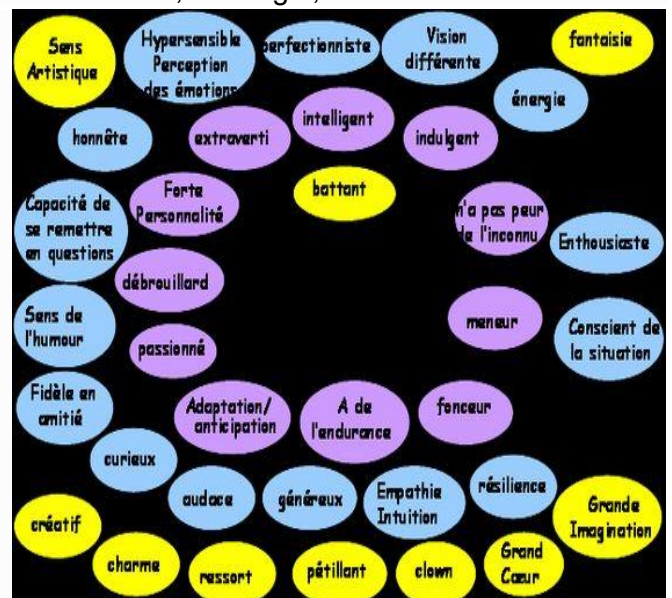 Sens
Artistique
Hypersensible
Perception
des émotions
perfectionniste
Vision
différente
fantaisie
énergie
honnête
extraverti
intelligent
indulgent
battant
Forte
Personnalité
Capacité de
se remettre
en questions
n'a pas peur
de l'inconnu
Enthousiaste
débrouillard
Sens de
l'humour
meneur
Conscient de
la situation
passionné
Fidèle en
amitié
Adaptation/
anticipation
A de
l'endurance
fonceur
curieux
audace
généreux
Empathie
Intuition
résilience
Grande
Imagination
créatif
charme
ressort
pétillant
clown
Grand
Cœur